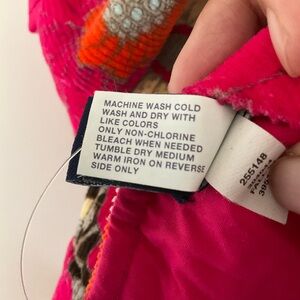 MACHINE WASH COLD
WASH AND DRY WITH
LIKE COLORS
ONLY NON-CHLORINE
BLEACH WHEN NEEDED
TUMBLE DRY MEDIUM
WARM IRON ON REVERSE
SIDE ONLY
255148